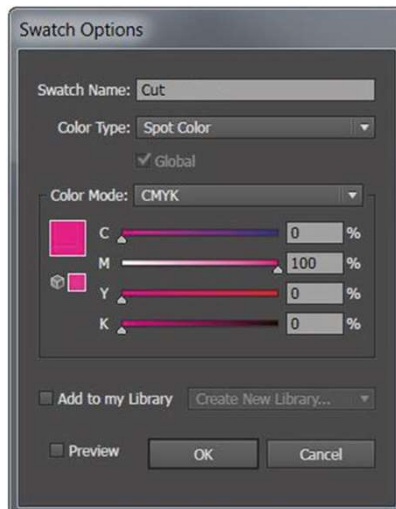 Swatch Options
Swatch Name: Cut
Color Type: Spot Color
Global
Color Mode: CMYK
C 0 %
M 100 %
Y 0 %
K 0 %
Add to my Library Create New Library...
Preview OK Cancel